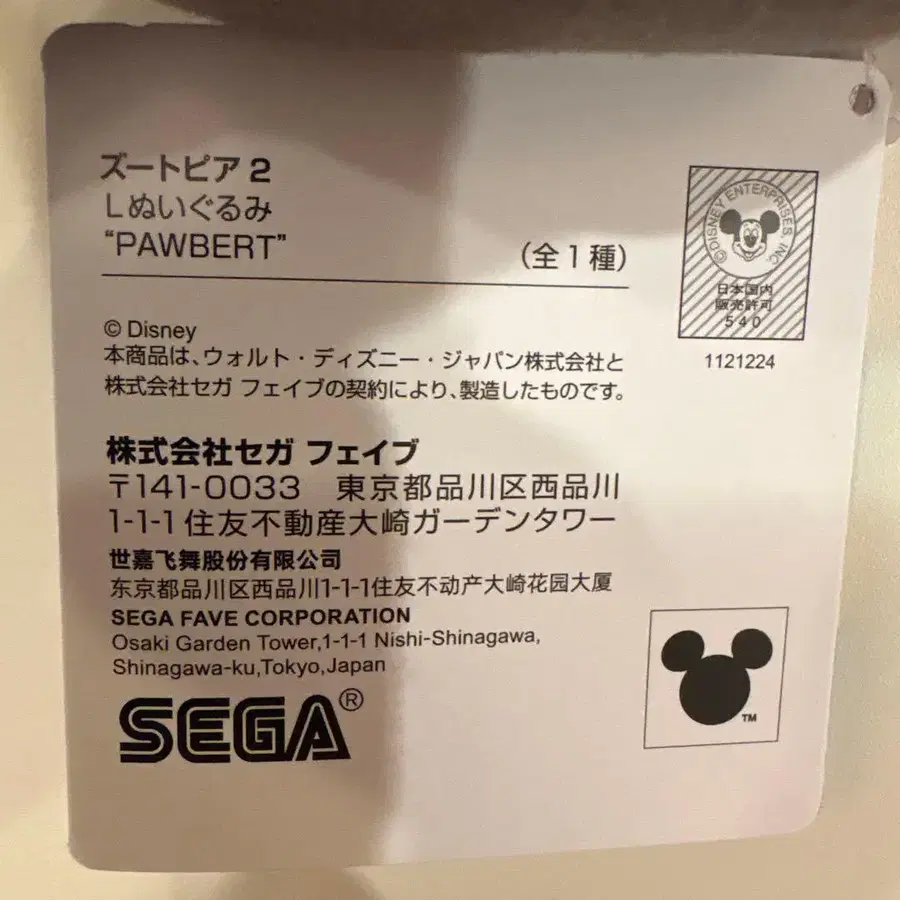 ズートピア 2
Lぬいぐるみ
“PAWBERT”
（全1種）
©DISNEY ENTERPRISES, INC.
日本国内
販売許可
540
1121224
© Disney
本商品は、ウォルト・ディズニー・ジャパン株式会社と
株式会社セガ フェイブの契約により、製造したものです。
株式会社セガ フェイブ
〒141-0033 東京都品川区西品川
1-1-1 住友不動産大崎ガーデンタワー
世嘉飞舞股份有限公司
东京都品川区西品川1-1-1住友不动产大崎花园大厦
SEGA FAVE CORPORATION
Osaki Garden Tower,1-1-1 Nishi-Shinagawa,
Shinagawa-ku,Tokyo,Japan
SEGA®
TM